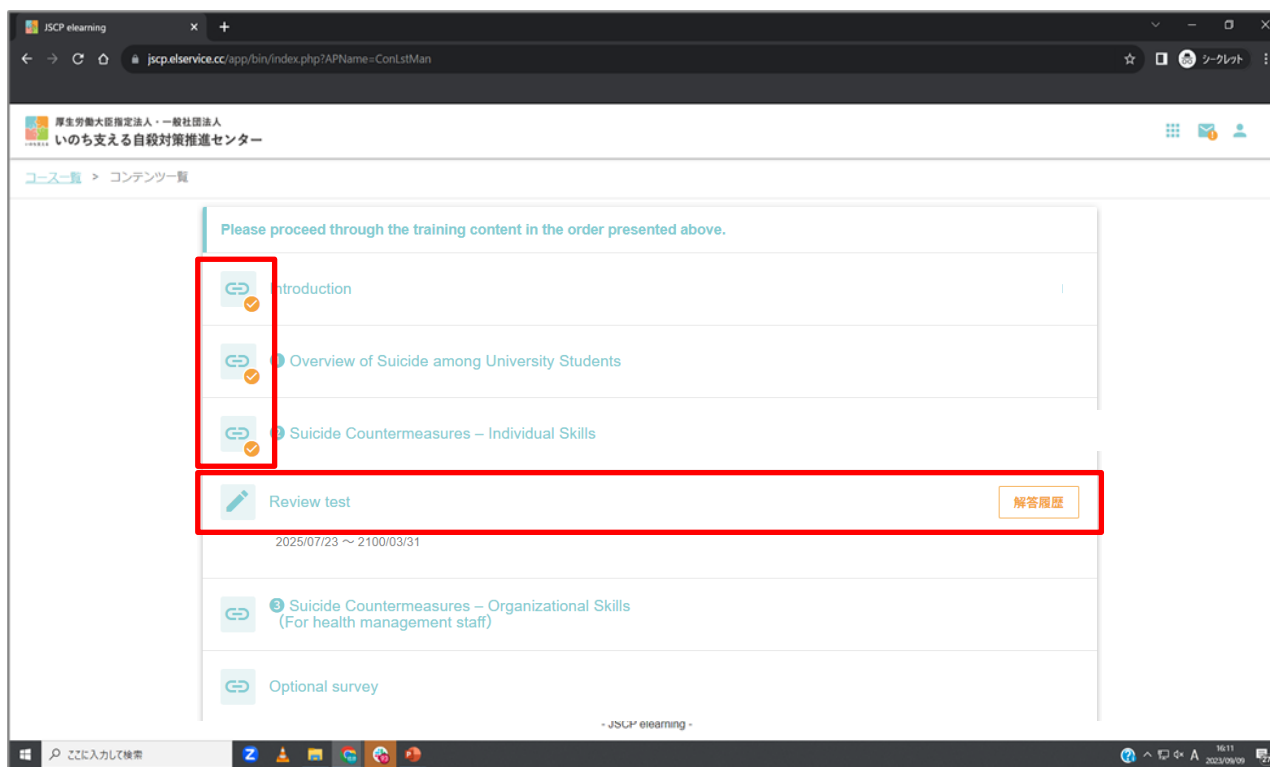 JSCP elearning
jscp.elservice.cc/app/bin/index.php?APName=ConLstMan
シークレット
厚生労働大臣指定法人・一般社団法人
いのち支える自殺対策推進センター
コース一覧 > コンテンツ一覧
Please proceed through the training content in the order presented above.
Introduction
❶ Overview of Suicide among University Students
❷ Suicide Countermeasures – Individual Skills
Review test
解答履歴
2025/07/23 ～ 2100/03/31
❸ Suicide Countermeasures – Organizational Skills
（For health management staff）
Optional survey
- JSCP elearning -
ここに入力して検索
A
16:11
2023/09/09